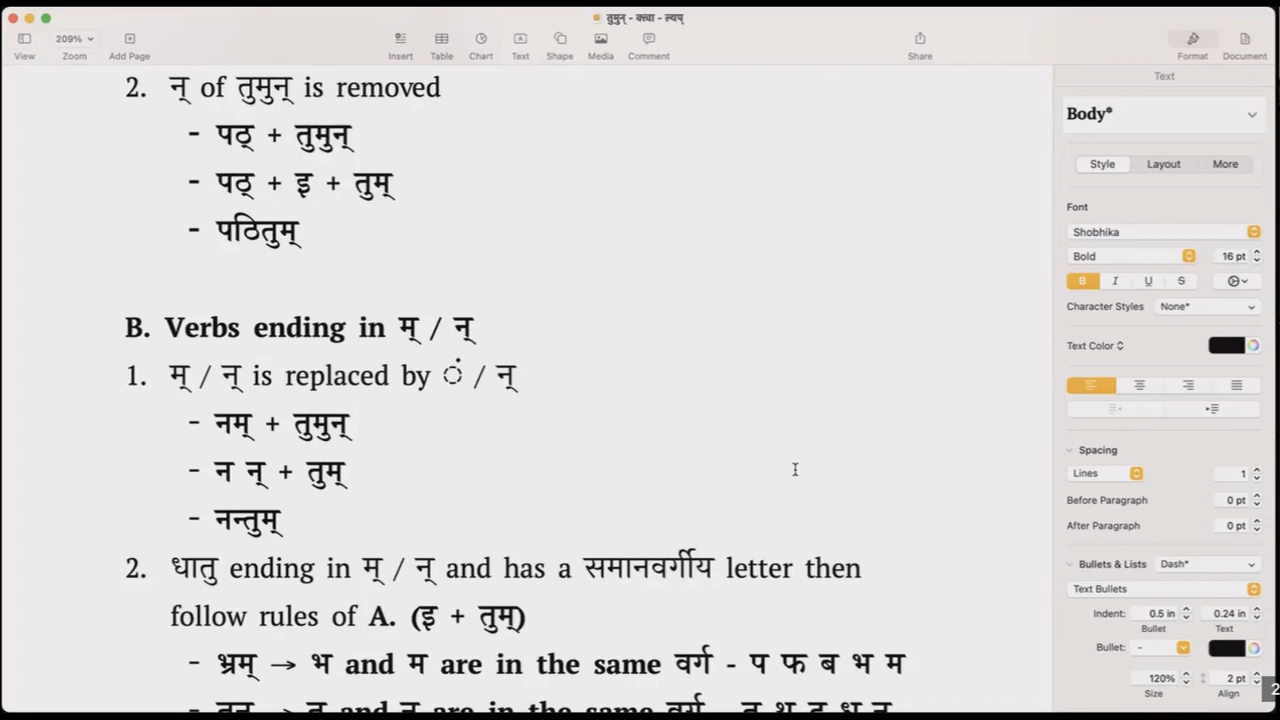 तुमुन् - क्त्वा - ल्यप्
209%
View Zoom Add Page Insert Table Chart Text Shape Media Comment Share Format Document
2. न् of तुमुन् is removed
- पठ् + तुमुन्
- पठ् + इ + तुम्
- पठितुम्
B. Verbs ending in म् / न्
1. म् / न् is replaced by ं / न्
- नम् + तुमुन्
- न न् + तुम्
- नन्तुम्
2. धातु ending in म् / न् and has a समानवर्गीय letter then
follow rules of A. (इ + तुम्)
- भ्रम् → भ and म are in the same वर्ग - प फ ब भ म
Text
Body*
Style Layout More
Font
Shobhika
Bold 16 pt
B I U S
Character Styles None*
Text Color
Spacing
Lines 1
Before Paragraph 0 pt
After Paragraph 0 pt
Bullets & Lists Dash*
Text Bullets
Indent: 0.5 in 0.24 in
Bullet Text
Bullet: -
120% 2 pt
Size Align
2